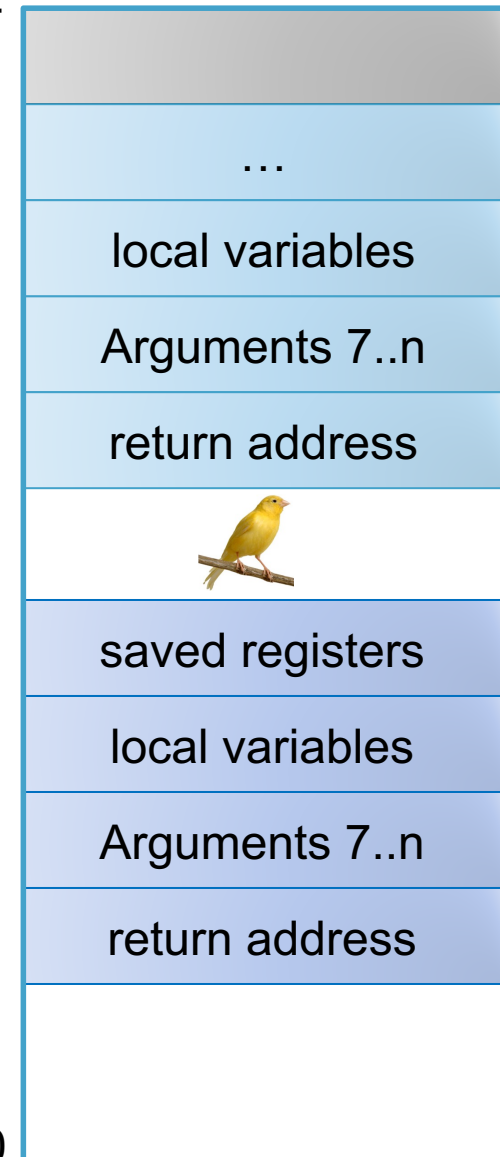 ...
local variables
Arguments 7..n
return address
saved registers
local variables
Arguments 7..n
return address